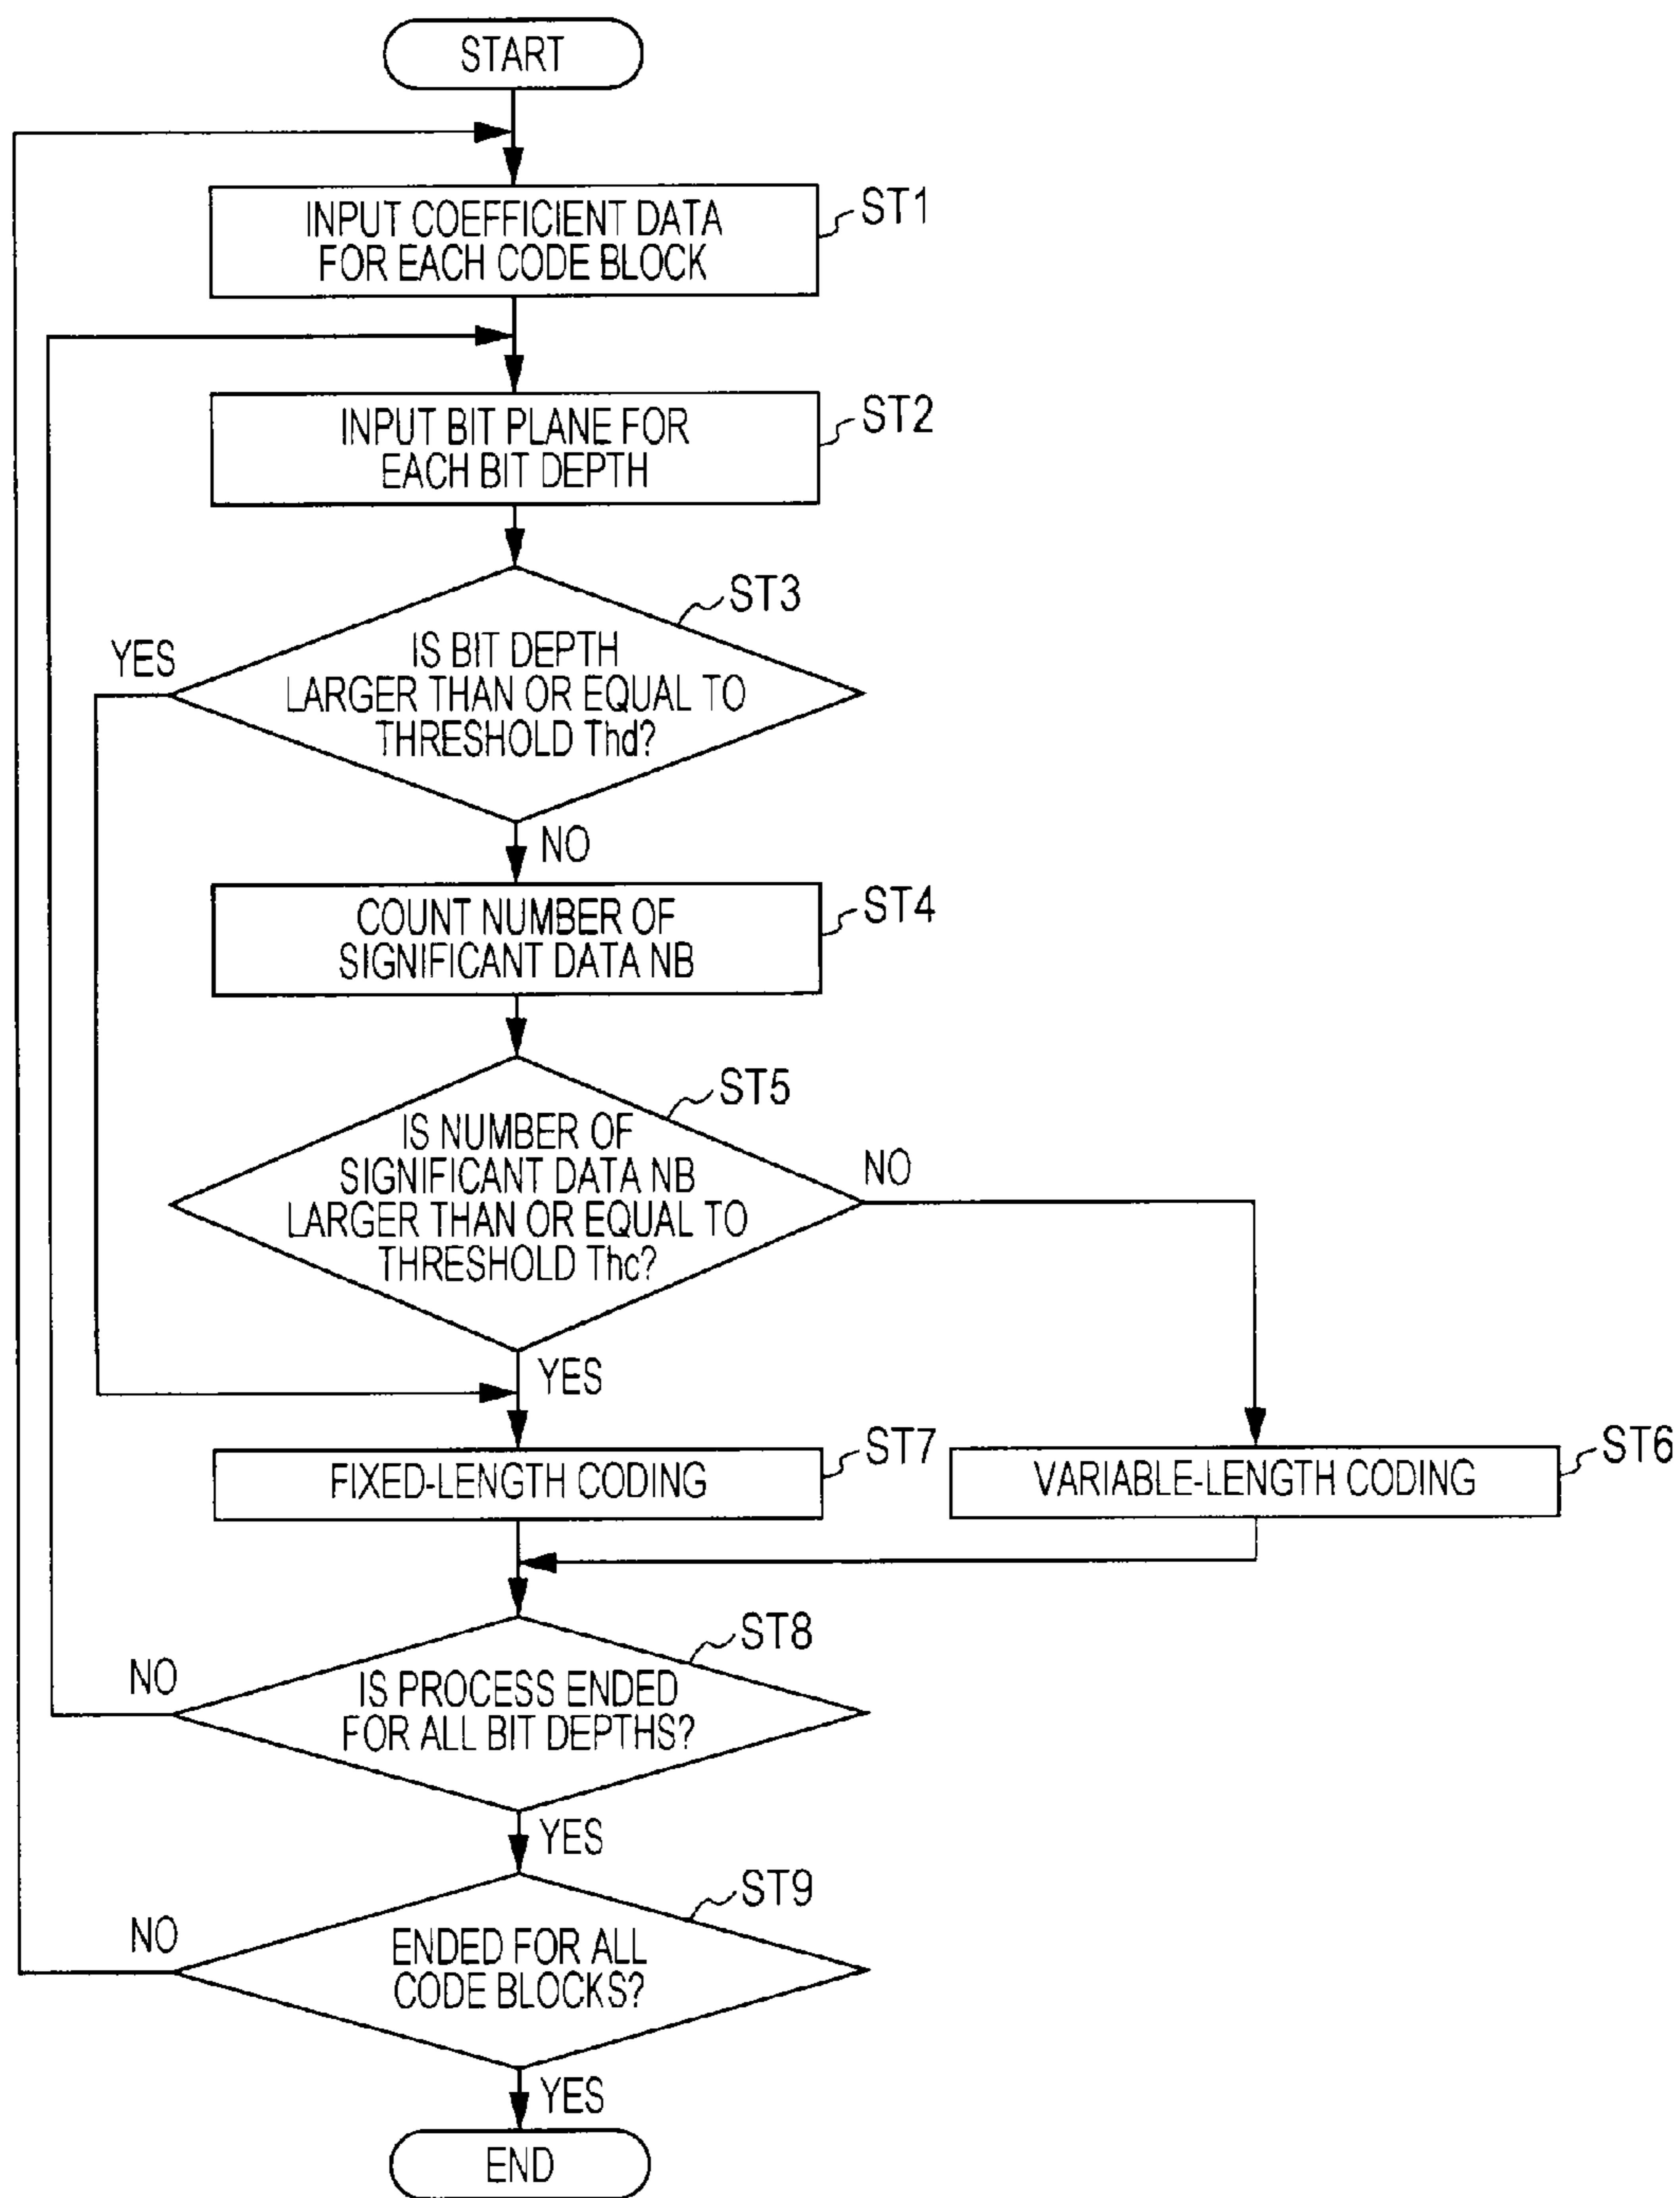 START
INPUT COEFFICIENT DATA
FOR EACH CODE BLOCK
ST1
INPUT BIT PLANE FOR
EACH BIT DEPTH
ST2
ST3
IS BIT DEPTH
LARGER THAN OR EQUAL TO
THRESHOLD Thd?
YES
NO
COUNT NUMBER OF
SIGNIFICANT DATA NB
ST4
ST5
IS NUMBER OF
SIGNIFICANT DATA NB
LARGER THAN OR EQUAL TO
THRESHOLD Thc?
NO
YES
FIXED-LENGTH CODING
ST7
VARIABLE-LENGTH CODING
ST6
ST8
IS PROCESS ENDED
FOR ALL BIT DEPTHS?
NO
YES
ST9
ENDED FOR ALL
CODE BLOCKS?
NO
YES
END